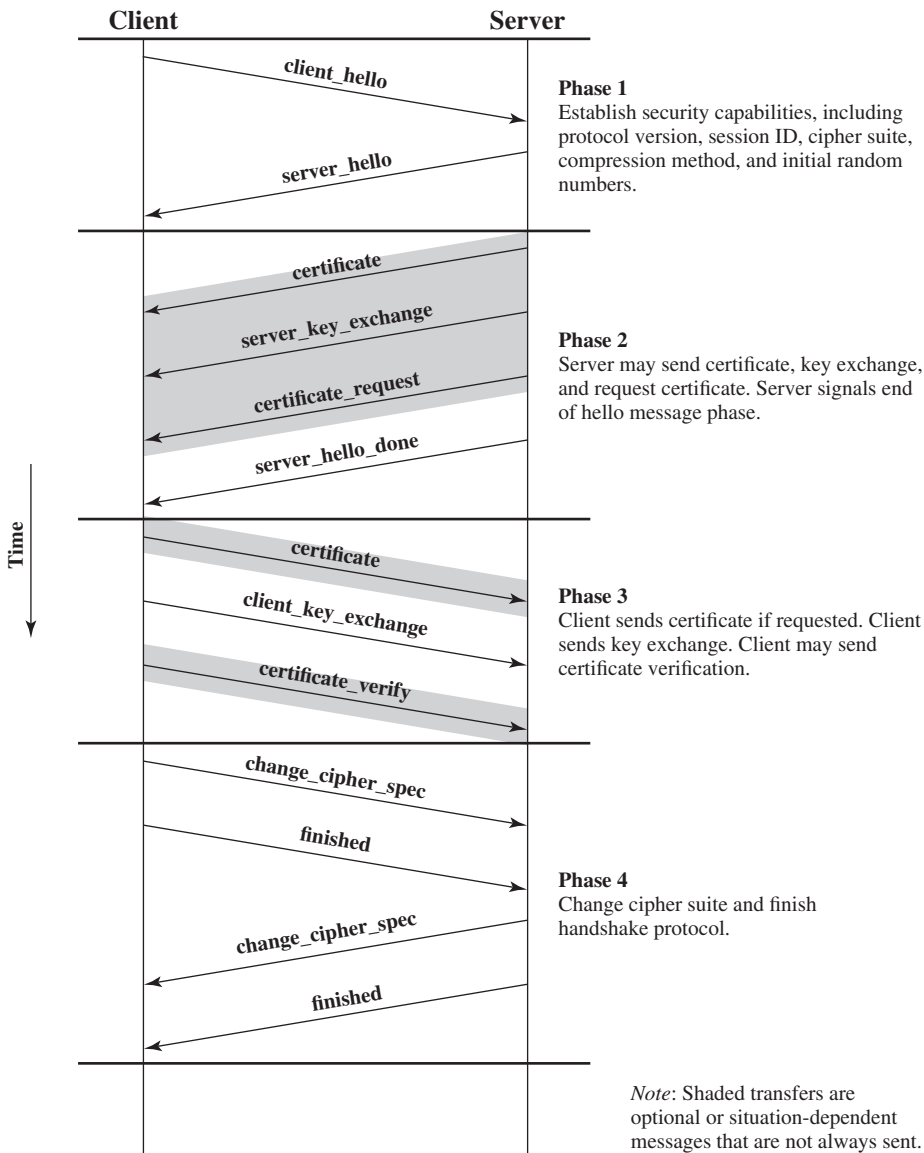 Client
Server
client_hello
Phase 1
Establish security capabilities, including
protocol version, session ID, cipher suite,
compression method, and initial random
numbers.
server_hello
certificate
server_key_exchange
certificate_request
server_hello_done
Phase 2
Server may send certificate, key exchange,
and request certificate. Server signals end
of hello message phase.
Time
certificate
client_key_exchange
certificate_verify
Phase 3
Client sends certificate if requested. Client
sends key exchange. Client may send
certificate verification.
change_cipher_spec
finished
change_cipher_spec
finished
Phase 4
Change cipher suite and finish
handshake protocol.
Note: Shaded transfers are
optional or situation-dependent
messages that are not always sent.